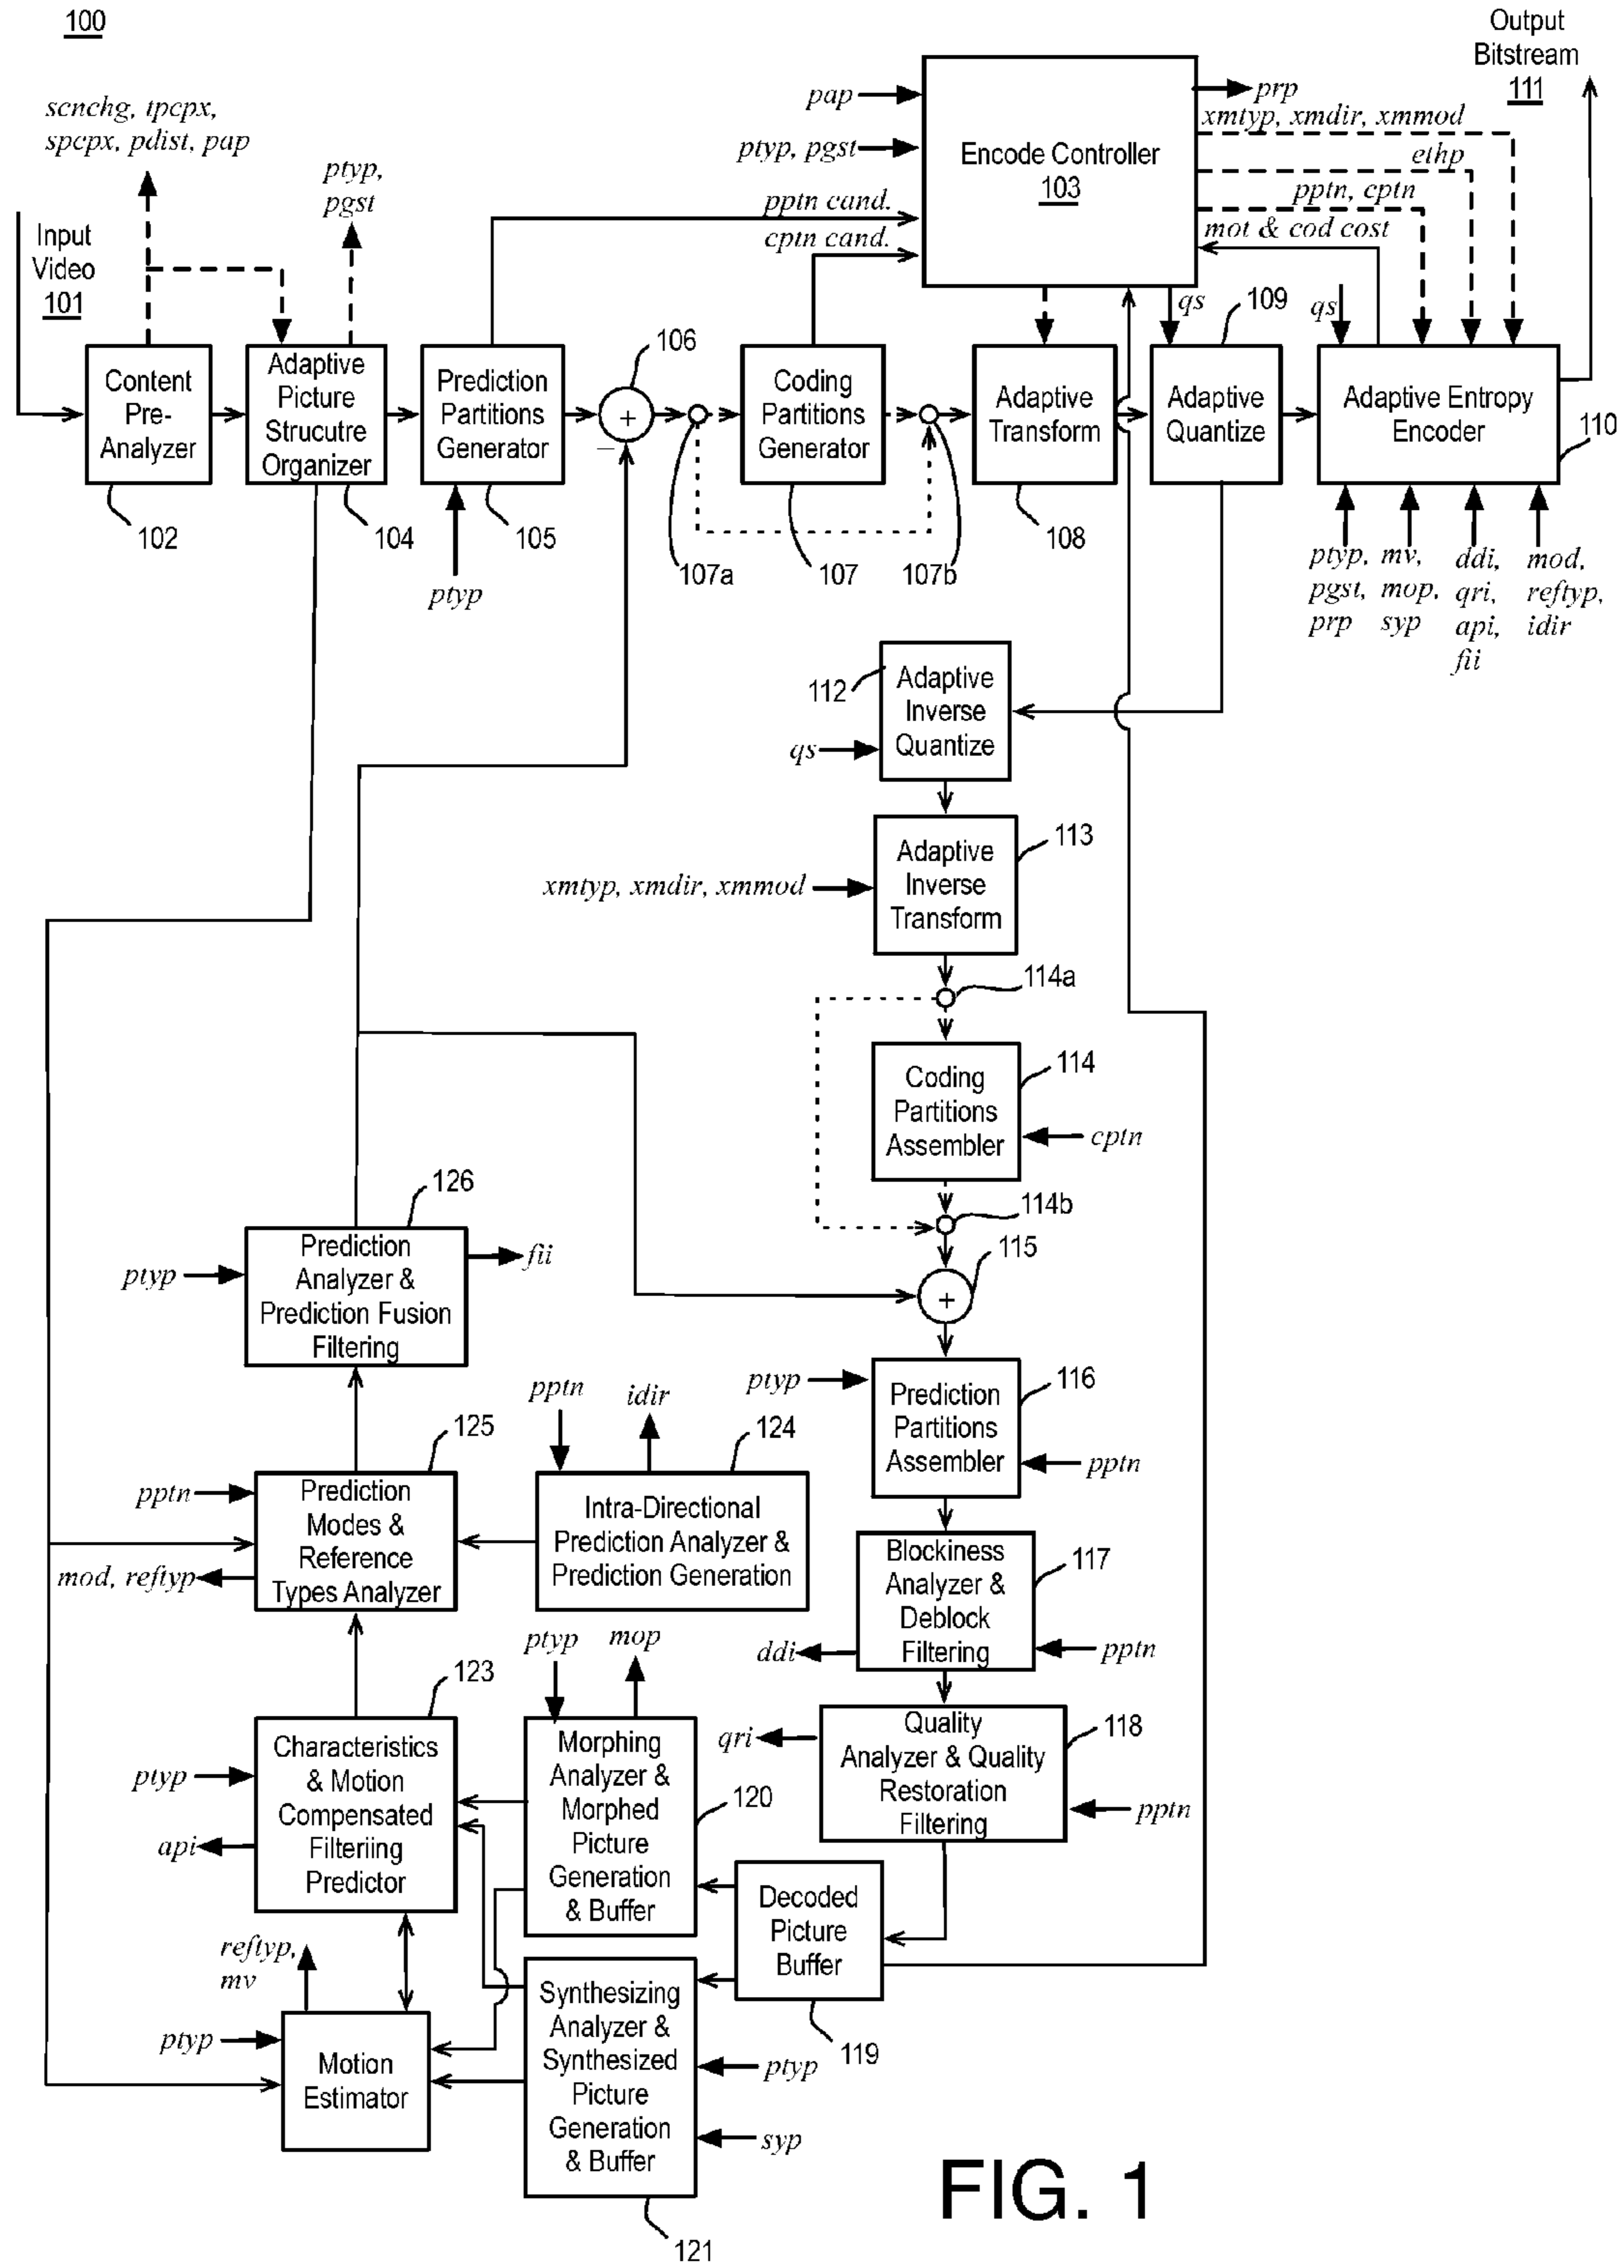 100
Output
Bitstream
111
scnchg, tpcpx,
spcpx, pdist, pap
ptyp,
pgst
Input
Video
101
pap
ptyp, pgst
pptn cand.
cptn cand.
Encode Controller
103
prp
xmtyp, xmdir, xmmod
ethp
pptn, cptn
mot & cod cost
qs
109
qs
106
Content
Pre-
Analyzer
102
Adaptive
Picture
Strucutre
Organizer
104
Prediction
Partitions
Generator
105
ptyp
+
–
107a
Coding
Partitions
Generator
107
107b
Adaptive
Transform
108
Adaptive
Quantize
Adaptive Entropy
Encoder
110
ptyp,
pgst,
prp
mv,
mop,
syp
ddi,
qri,
api,
fii
mod,
reftyp,
idir
112
Adaptive
Inverse
Quantize
qs
113
Adaptive
Inverse
Transform
xmtyp, xmdir, xmmod
114a
114
Coding
Partitions
Assembler
cptn
114b
115
+
126
Prediction
Analyzer &
Prediction Fusion
Filtering
ptyp
fii
ptyp
116
Prediction
Partitions
Assembler
pptn
125
pptn
Prediction
Modes &
Reference
Types Analyzer
mod, reftyp
pptn
idir
124
Intra-Directional
Prediction Analyzer &
Prediction Generation
117
Blockiness
Analyzer &
Deblock
Filtering
ddi
pptn
123
Characteristics
& Motion
Compensated
Filteriing
Predictor
ptyp
api
ptyp
mop
Morphing
Analyzer &
Morphed
Picture
Generation
& Buffer
120
118
Quality
Analyzer & Quality
Restoration
Filtering
qri
pptn
Decoded
Picture
Buffer
119
reftyp,
mv
ptyp
Motion
Estimator
Synthesizing
Analyzer &
Synthesized
Picture
Generation
& Buffer
ptyp
syp
121
FIG. 1